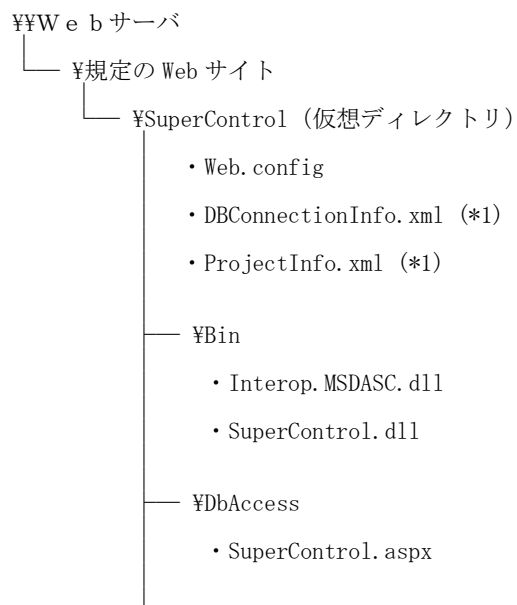 ¥¥Ｗｅｂサーバ
¥規定の Web サイト
¥SuperControl（仮想ディレクトリ）
・Web.config
・DBConnectionInfo.xml (*1)
・ProjectInfo.xml (*1)
¥Bin
・Interop.MSDASC.dll
・SuperControl.dll
¥DbAccess
・SuperControl.aspx